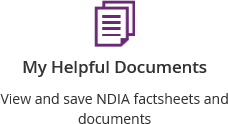 My Helpful Documents
View and save NDIA factsheets and
documents